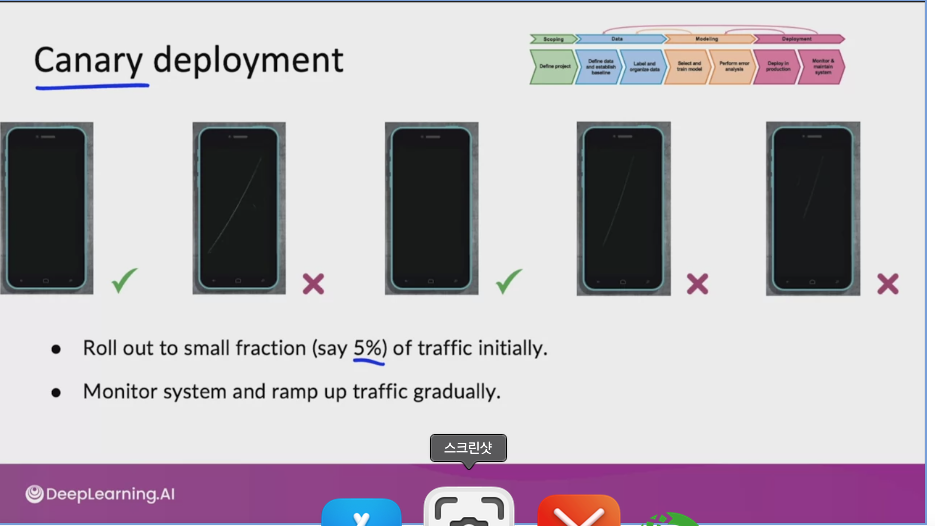 Canary deployment
Scoping
Data
Modeling
Deployment
Define project
Define data and establish baseline
Label and organize data
Select and train model
Perform error analysis
Deploy in production
Monitor & maintain system
• Roll out to small fraction (say 5%) of traffic initially.
• Monitor system and ramp up traffic gradually.
스크린샷
DeepLearning.AI